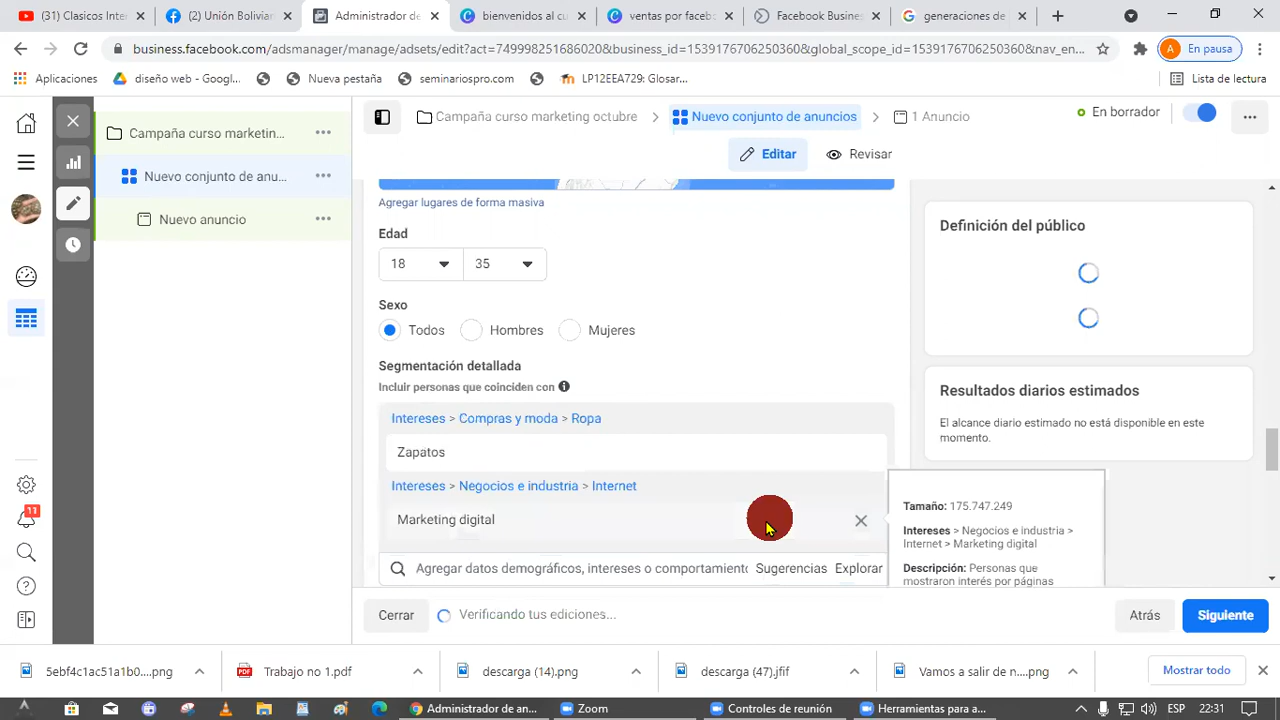 (31) Clasicos Inter
(2) Unión Bolivian
Administrador de
bienvenidos al cu
ventas por faceb
Facebook Business
generaciones de
business.facebook.com/adsmanager/manage/adsets/edit?act=749998251686020&business_id=1539176706250360&global_scope_id=1539176706250360&nav_en...
A
En pausa
Aplicaciones
diseño web - Googl...
Nueva pestaña
seminariospro.com
LP12EEA729: Glosar...
Lista de lectura
Campaña curso marketin...
Nuevo conjunto de anu...
Nuevo anuncio
11
Campaña curso marketing octubre
Nuevo conjunto de anuncios
1 Anuncio
En borrador
Editar
Revisar
Agregar lugares de forma masiva
Edad
18
35
Sexo
Todos
Hombres
Mujeres
Segmentación detallada
Incluir personas que coinciden con
Intereses > Compras y moda > Ropa
Zapatos
Intereses > Negocios e industria > Internet
Marketing digital
Agregar datos demográficos, intereses o comportamiento
Sugerencias
Explorar
Definición del público
Resultados diarios estimados
El alcance diario estimado no está disponible en este
momento.
Tamaño: 175.747.249
Intereses > Negocios e industria >
Internet > Marketing digital
Descripción: Personas que
mostraron interés por páginas
Cerrar
Verificando tus ediciones...
Atrás
Siguiente
5ebf4c1ac51a1b0....png
Trabajo no 1.pdf
descarga (14).png
descarga (47).jfif
Vamos a salir de n....png
Mostrar todo
Administrador de an...
Zoom
Controles de reunión
Herramientas para a...
ESP
22:31